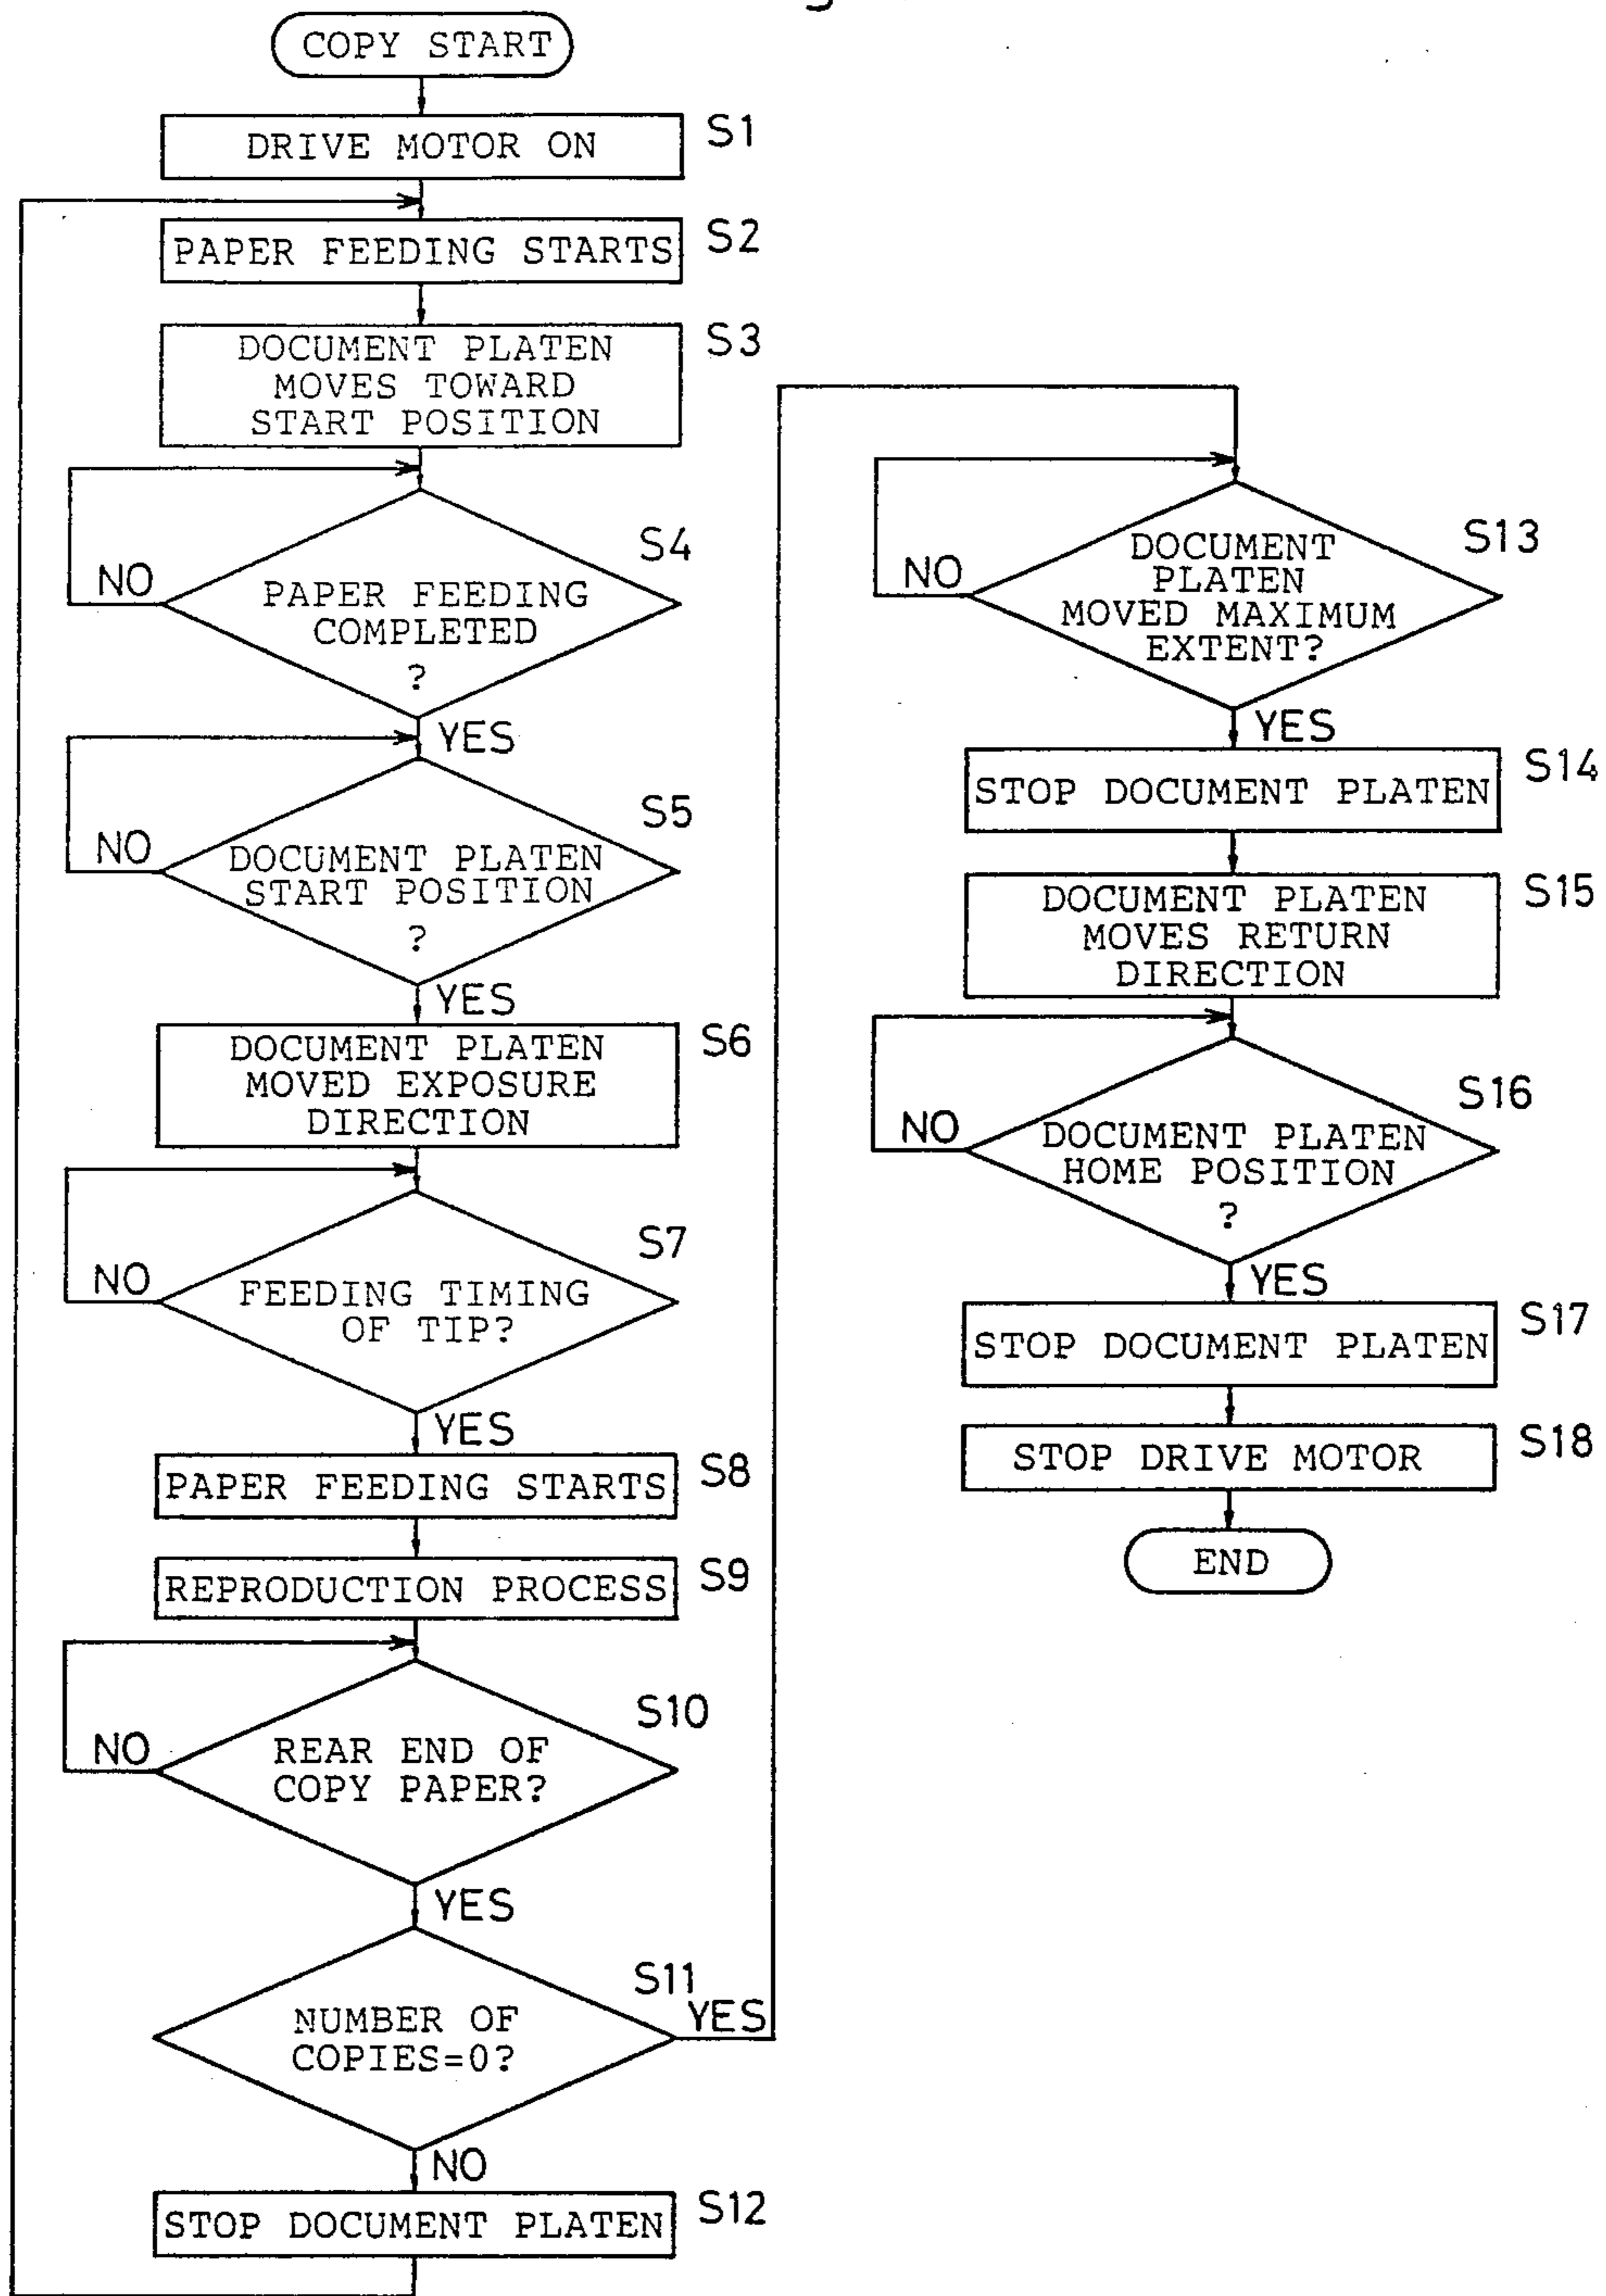 COPY START
DRIVE MOTOR ON
S1
PAPER FEEDING STARTS
S2
DOCUMENT PLATEN
MOVES TOWARD
START POSITION
S3
S4
NO
PAPER FEEDING
COMPLETED
?
YES
S5
NO
DOCUMENT PLATEN
START POSITION
?
YES
DOCUMENT PLATEN
MOVED EXPOSURE
DIRECTION
S6
S7
NO
FEEDING TIMING
OF TIP?
YES
PAPER FEEDING STARTS
S8
REPRODUCTION PROCESS
S9
S10
NO
REAR END OF
COPY PAPER?
YES
S11
YES
NUMBER OF
COPIES=0?
NO
STOP DOCUMENT PLATEN
S12
S13
NO
DOCUMENT
PLATEN
MOVED MAXIMUM
EXTENT?
YES
STOP DOCUMENT PLATEN
S14
DOCUMENT PLATEN
MOVES RETURN
DIRECTION
S15
S16
NO
DOCUMENT PLATEN
HOME POSITION
?
YES
STOP DOCUMENT PLATEN
S17
STOP DRIVE MOTOR
S18
END